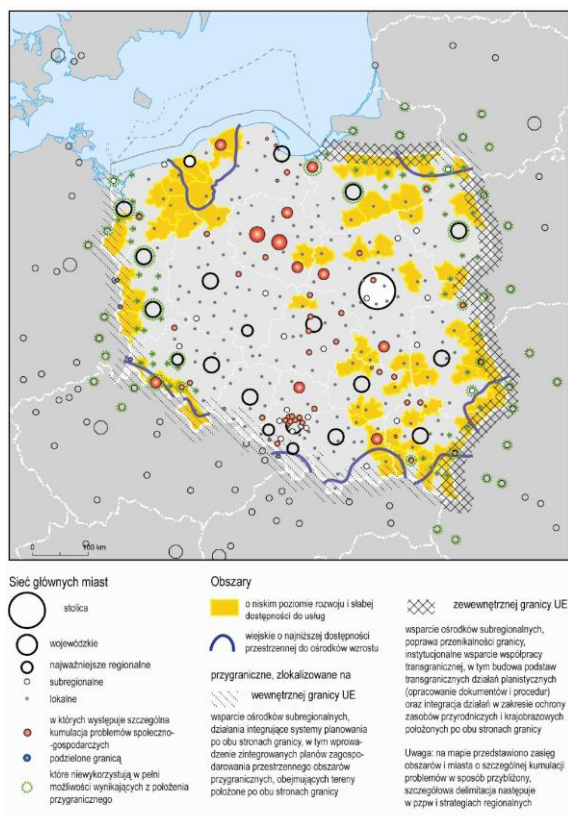 0 100 km
Sieć głównych miast
stolica
wojewódzkie
najważniejsze regionalne
subregionalne
lokalne
w których występuje szczególna
kumulacja problemów społeczno-
-gospodarczych
podzielone granicą
które niewykorzystują w pełni
możliwości wynikających z położenia
przygranicznego
Obszary
o niskim poziomie rozwoju i słabej
dostępności do usług
wiejskie o najniższej dostępności
przestrzennej do ośrodków wzrostu
przygraniczne, zlokalizowane na
wewnętrznej granicy UE
wsparcie ośrodków subregionalnych,
działania integrujące systemy planowania
po obu stronach granicy, w tym wprowa-
dzenie zintegrowanych planów zagospo-
darowania przestrzennego obszarów
przygranicznych, obejmujących tereny
położone po obu stronach granicy
zewewnętrznej granicy UE
wsparcie ośrodków subregionalnych,
poprawa przenikalności granicy,
instytucjonalne wsparcie współpracy
transgranicznej, w tym budowa podstaw
transgranicznych działań planistycznych
(opracowanie dokumentów i procedur)
oraz integracja działań w zakresie ochrony
zasobów przyrodniczych i krajobrazowych
położonych po obu stronach granicy
Uwaga: na mapie przedstawiono zasięg
obszarów i miasta o szczególnej kumulacji
problemów w sposób przybliżony,
szczegółowa delimitacja następuje
w pzpw i strategiach regionalnych